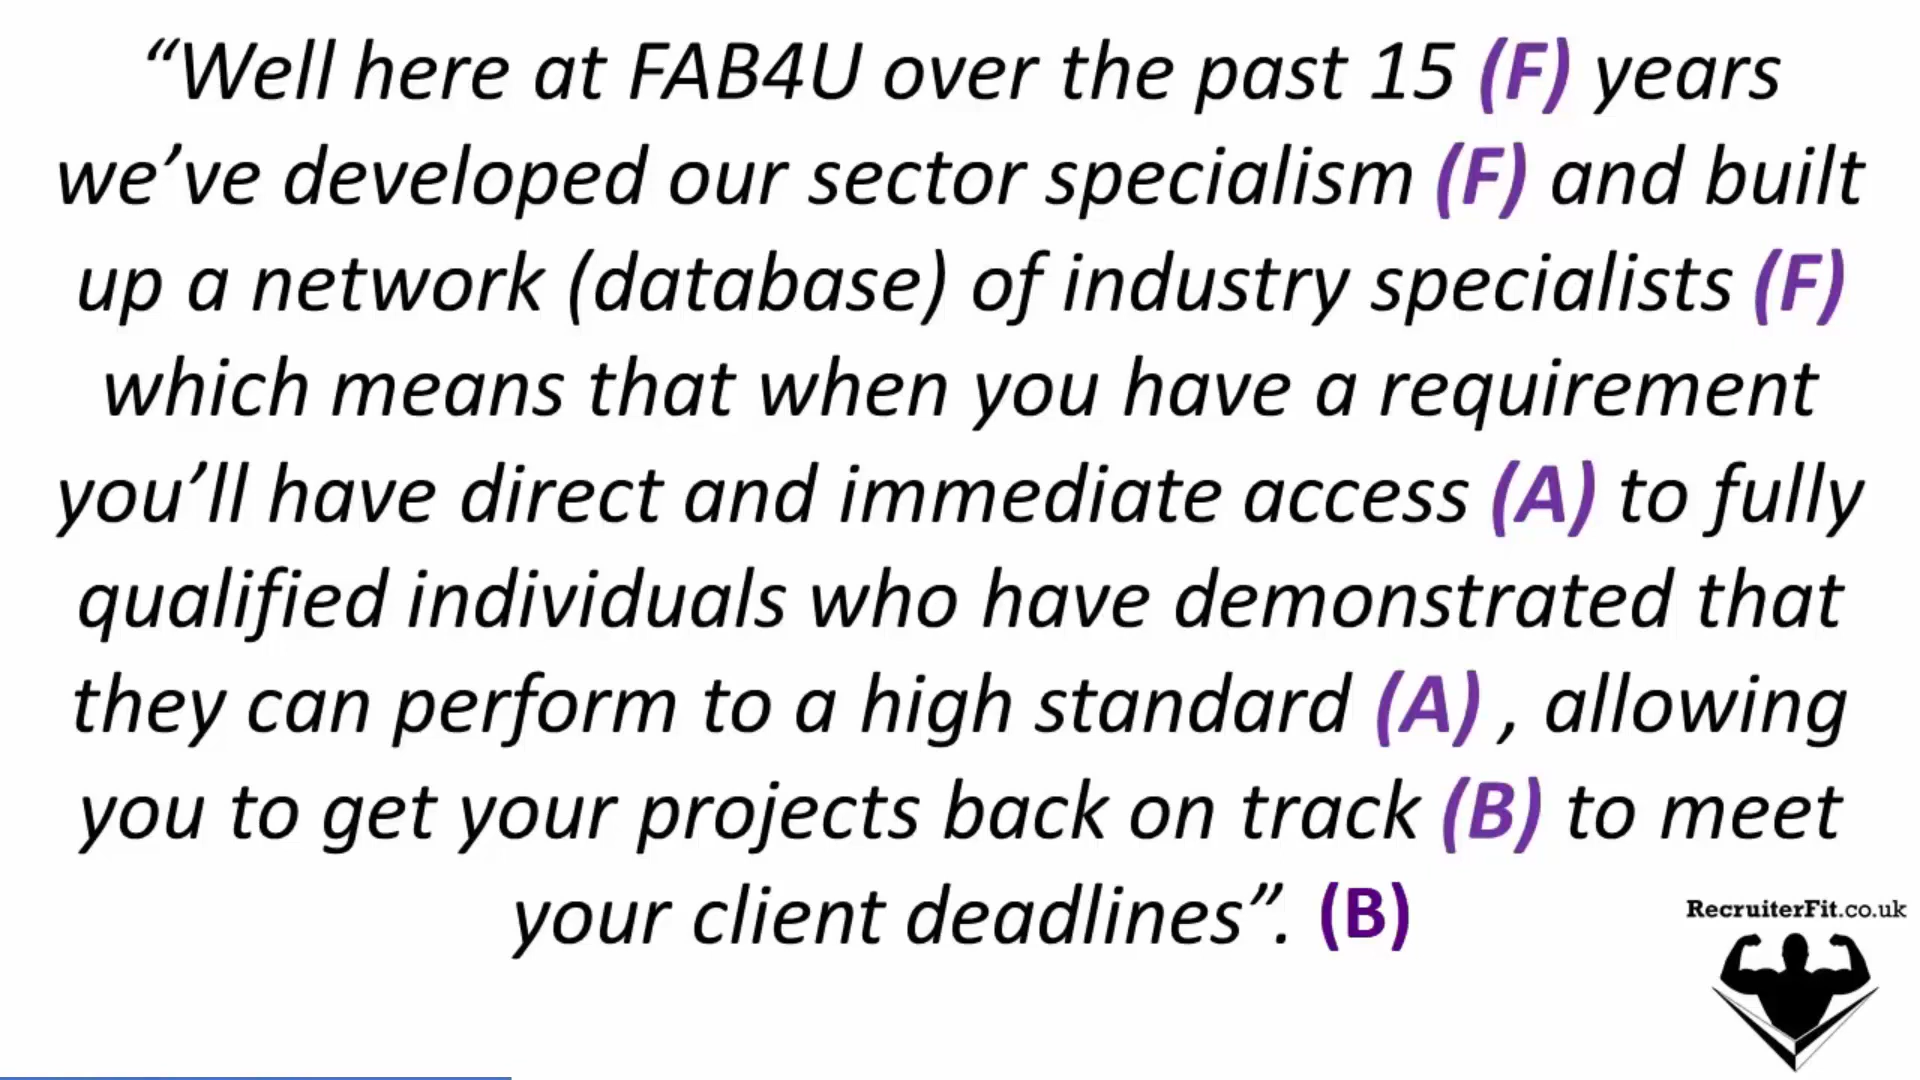 “Well here at FAB4U over the past 15 (F) years
we’ve developed our sector specialism (F) and built
up a network (database) of industry specialists (F)
which means that when you have a requirement
you’ll have direct and immediate access (A) to fully
qualified individuals who have demonstrated that
they can perform to a high standard (A) , allowing
you to get your projects back on track (B) to meet
your client deadlines”. (B)
RecruiterFit.co.uk